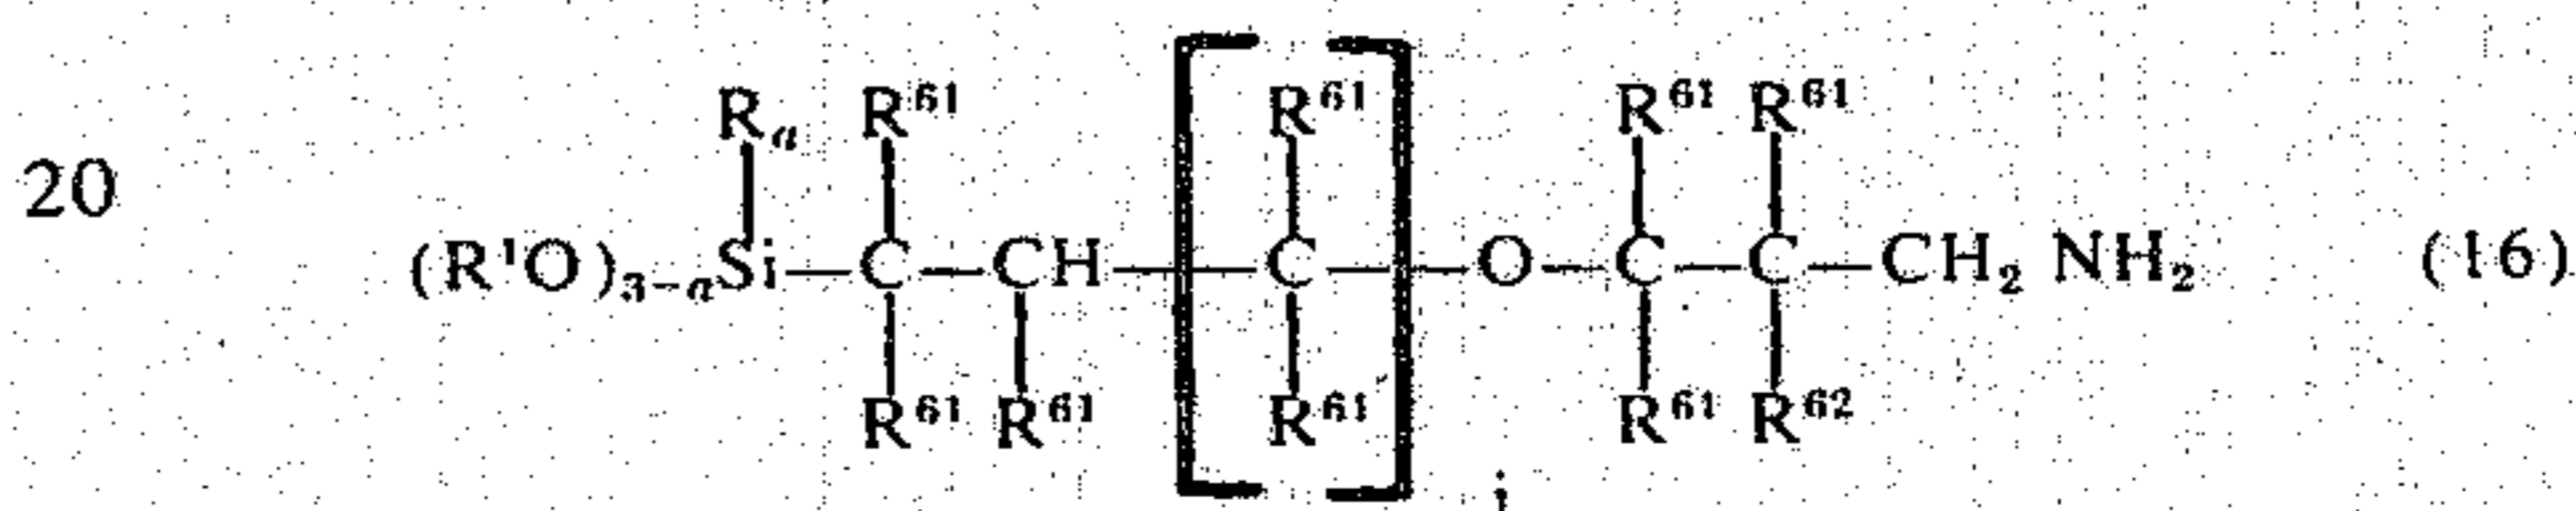 R_a R^61 R^61 R^61 R^61
20 (R^1O)_{3-a}Si—C—CH—[C]—O—C—C—CH_2 NH_2 (16)
R^61 R^61 R^61 R^61 R^62
i